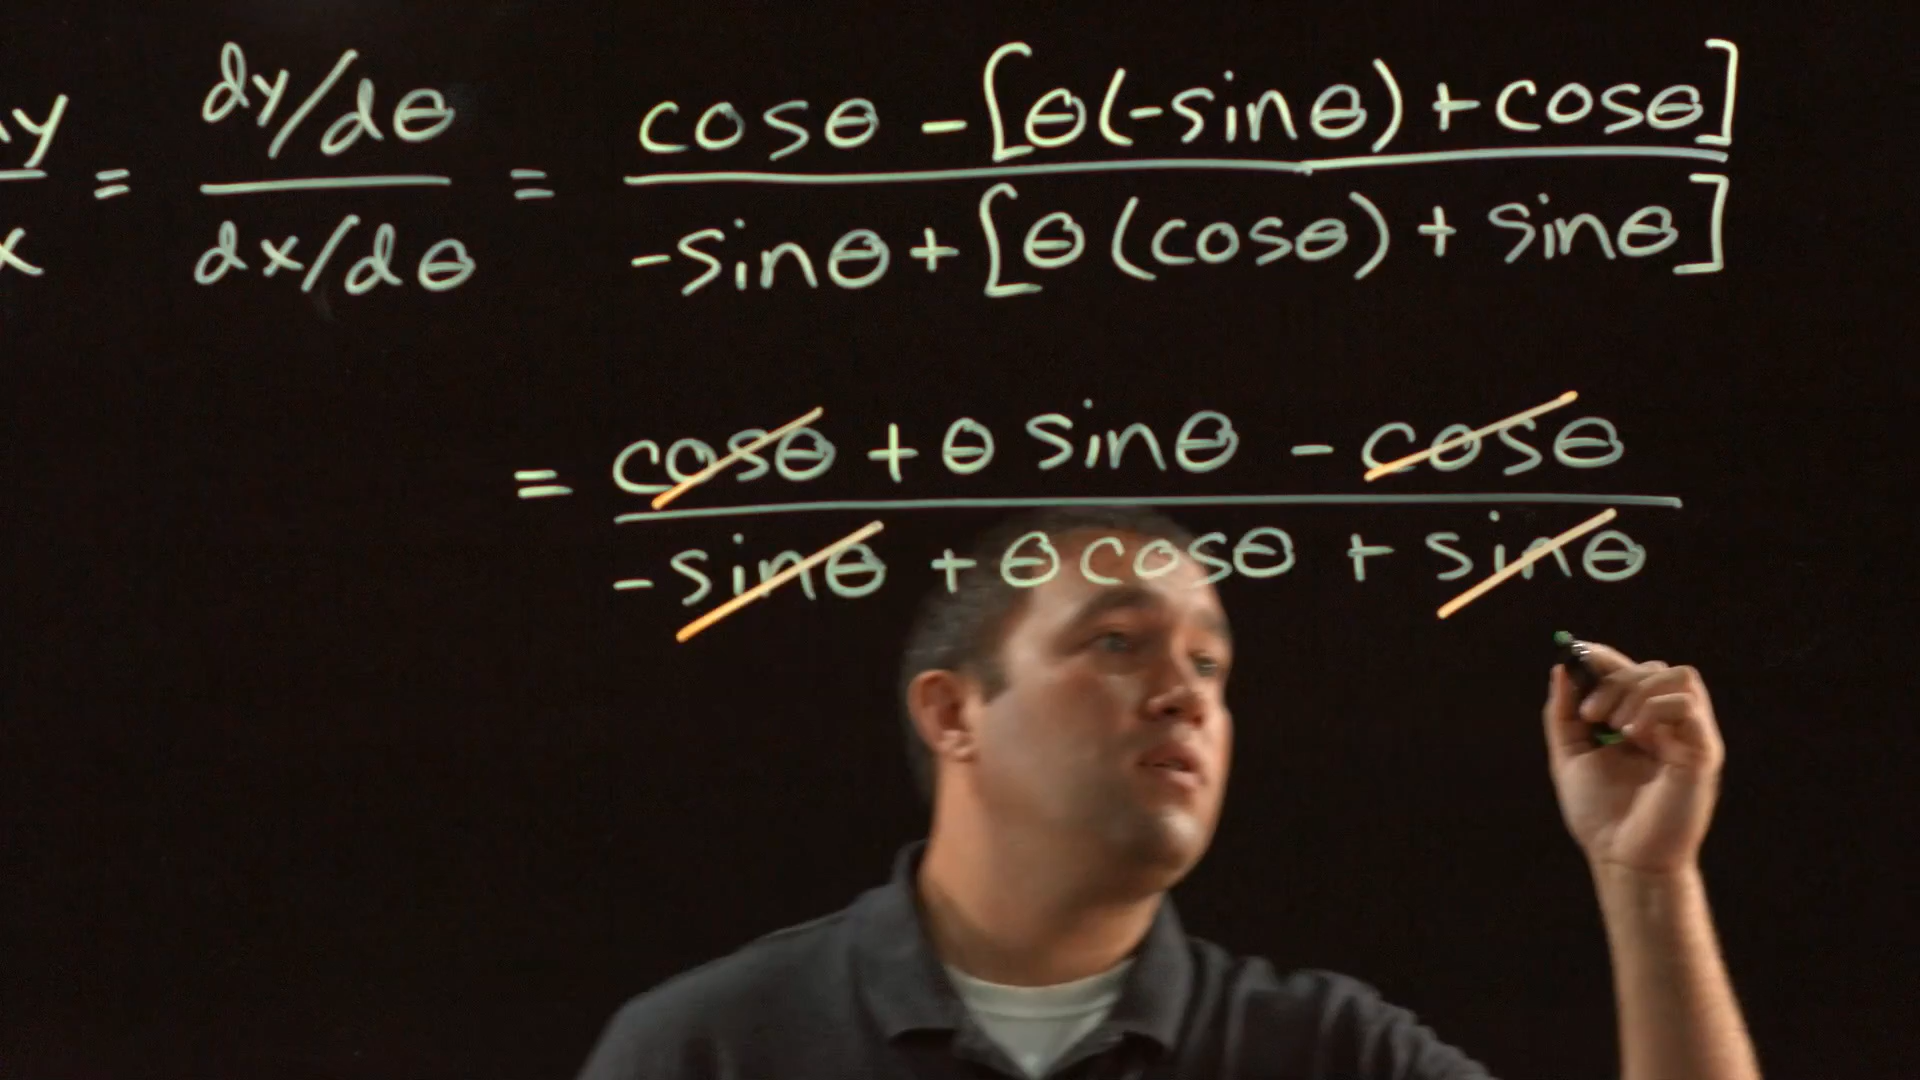 y = dy/dθ / dx/dθ = cosθ - [θ(-sinθ) + cosθ] / -sinθ + [θ(cosθ) + sinθ]
x
= cosθ + θ sinθ - cosθ / -sinθ + θcosθ + sinθ